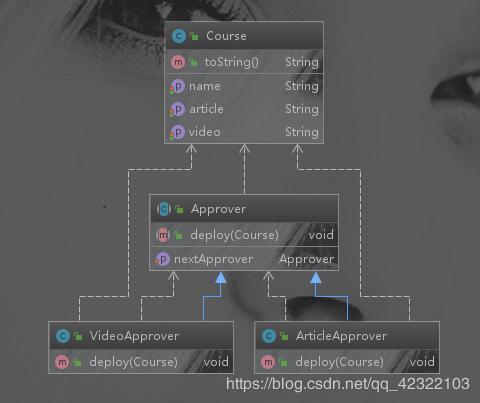 Course
toString() String
name String
article String
video String
Approver
deploy(Course) void
nextApprover Approver
VideoApprover
deploy(Course) void
ArticleApprover
deploy(Course) void
https://blog.csdn.net/qq_42322103